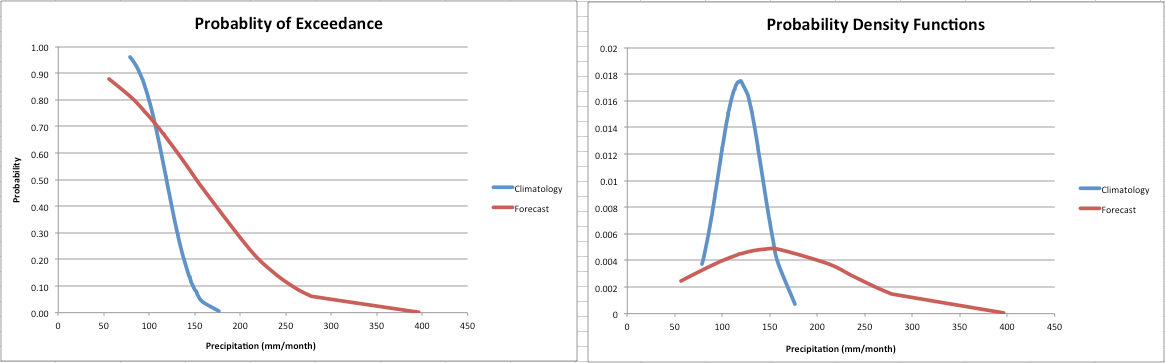 Probablity of Exceedance
1.00
0.90
0.80
0.70
0.60
0.50
0.40
0.30
0.20
0.10
0.00
Probability
0 50 100 150 200 250 300 350 400 450
Precipitation (mm/month)
Climatology
Forecast
Probability Density Functions
0.02
0.018
0.016
0.014
0.012
0.01
0.008
0.006
0.004
0.002
0
0 50 100 150 200 250 300 350 400 450
Precipitation (mm/month)
Climatology
Forecast